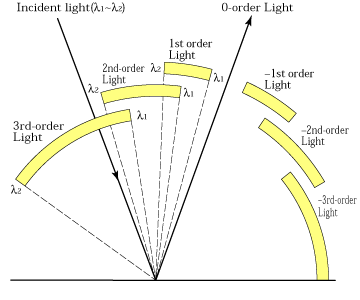 Incident light(λ1~λ2)
0-order Light
1st order
Light
λ2
λ1
2nd-order
Light
λ2
λ1
3rd-order
Light
λ1
λ2
−1st order
Light
−2nd-order
Light
−3rd-order
Light